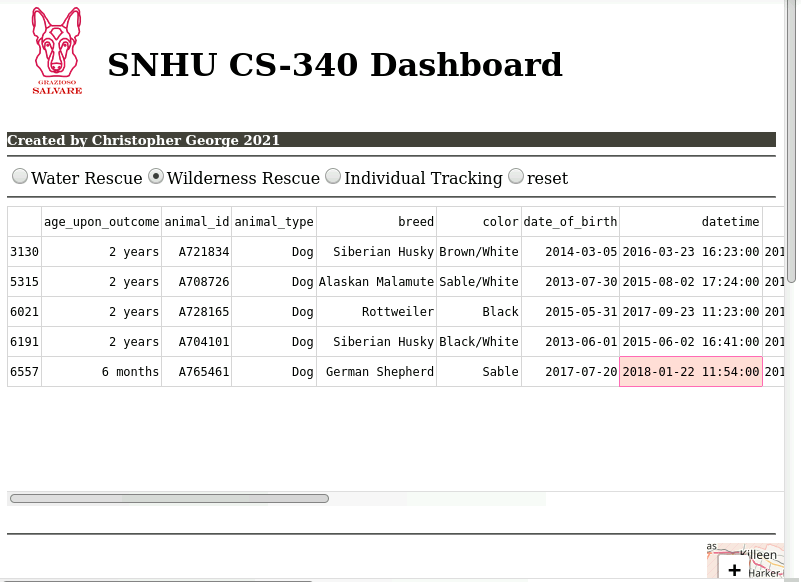 GRAZIOSO
SALVARE
SNHU CS-340 Dashboard
Created by Christopher George 2021
Water Rescue Wilderness Rescue Individual Tracking reset
age_upon_outcome animal_id animal_type breed color date_of_birth datetime
3130 2 years A721834 Dog Siberian Husky Brown/White 2014-03-05 2016-03-23 16:23:00 201
5315 2 years A708726 Dog Alaskan Malamute Sable/White 2013-07-30 2015-08-02 17:24:00 201
6021 2 years A728165 Dog Rottweiler Black 2015-05-31 2017-09-23 11:23:00 201
6191 2 years A704101 Dog Siberian Husky Black/White 2013-06-01 2015-06-02 16:41:00 201
6557 6 months A765461 Dog German Shepherd Sable 2017-07-20 2018-01-22 11:54:00 201
as
Killeen
+
Harker